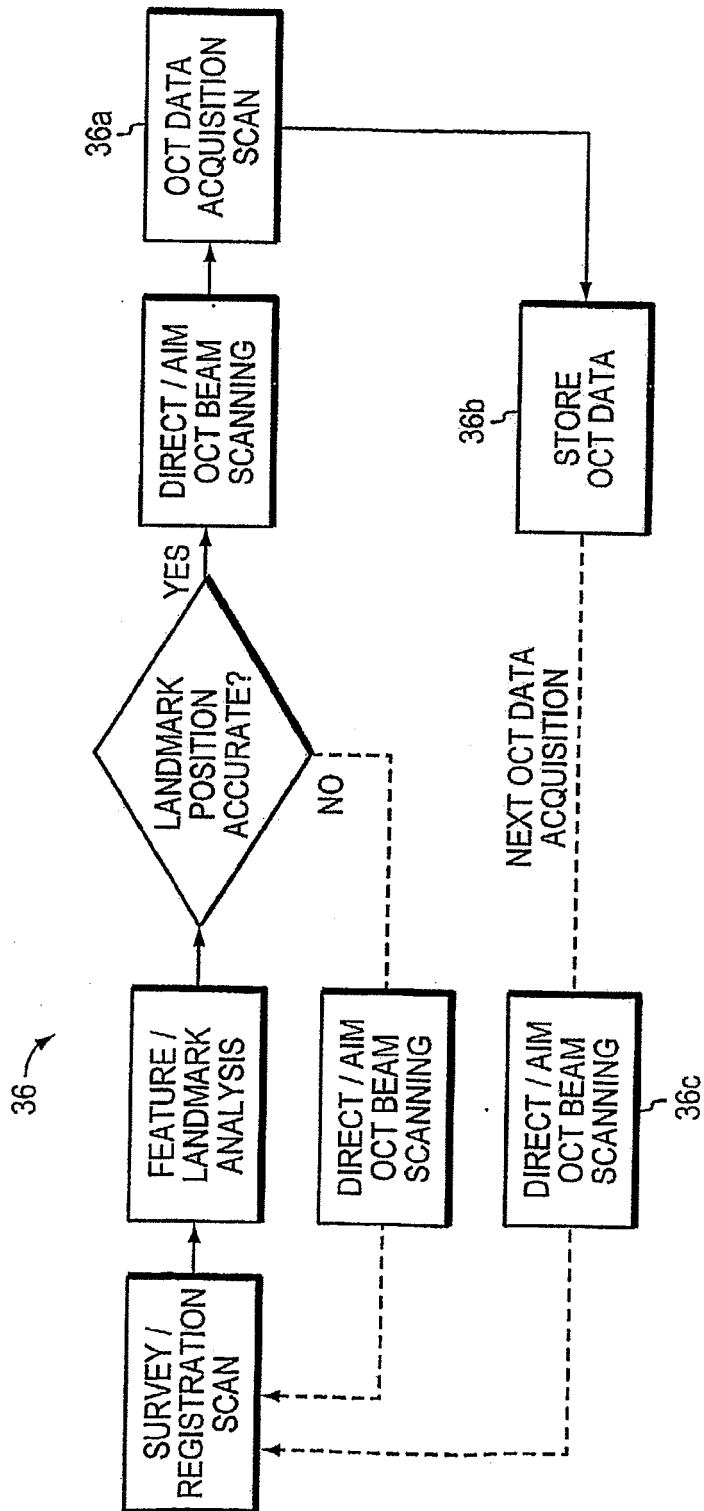 36
SURVEY /
REGISTRATION
SCAN
FEATURE /
LANDMARK
ANALYSIS
LANDMARK
POSITION
ACCURATE?
YES
NO
DIRECT / AIM
OCT BEAM
SCANNING
36a
OCT DATA
ACQUISITION
SCAN
DIRECT / AIM
OCT BEAM
SCANNING
36b
STORE
OCT DATA
NEXT OCT DATA
ACQUISITION
DIRECT / AIM
OCT BEAM
SCANNING
36c